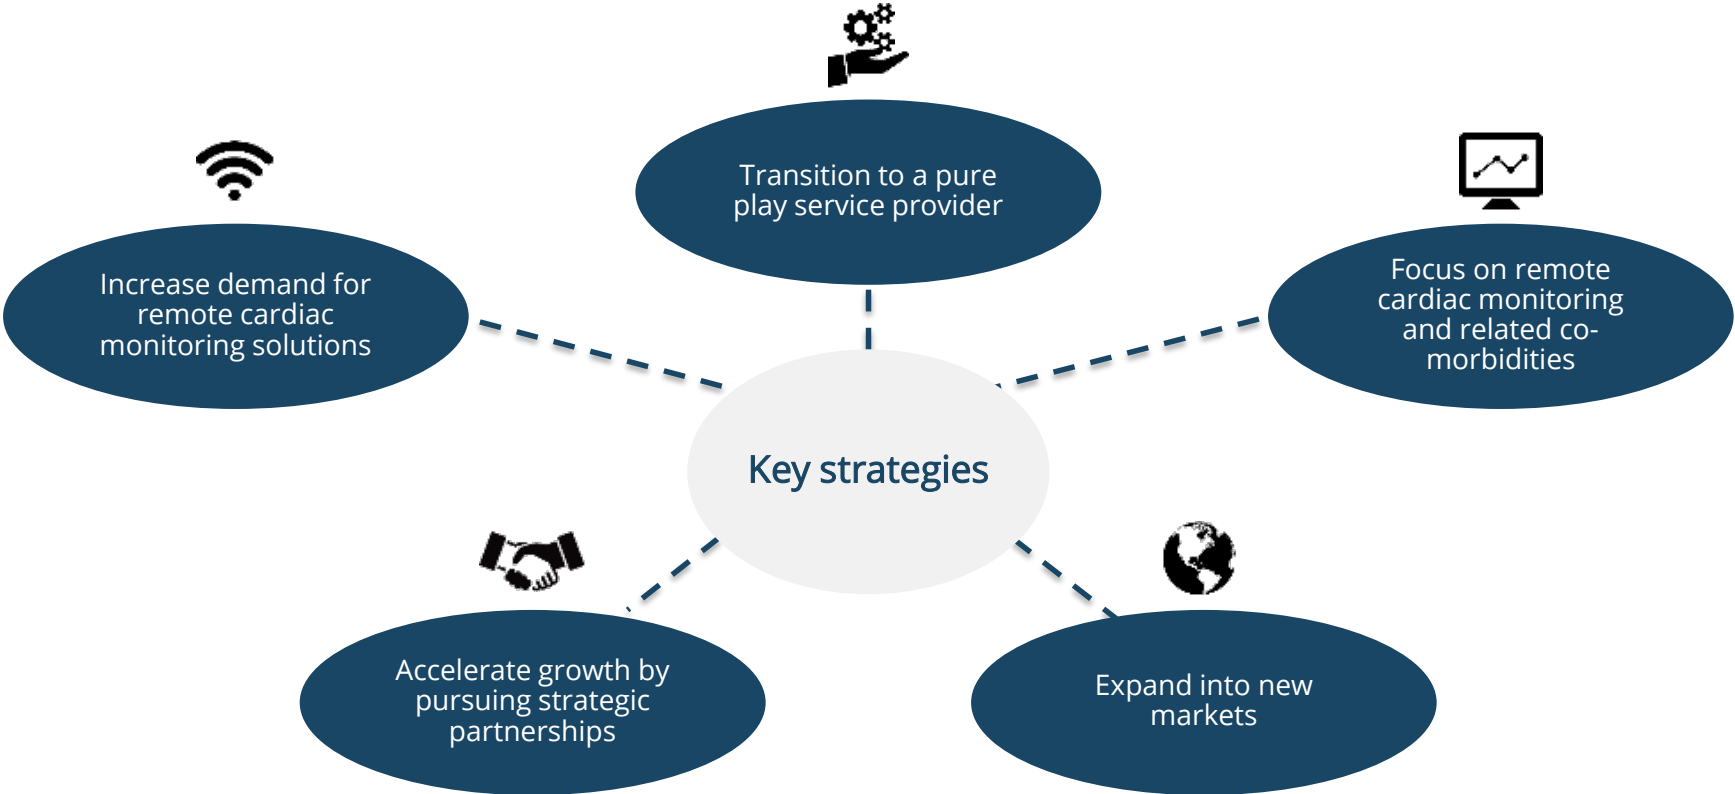 Transition to a pure
play service provider
Increase demand for
remote cardiac
monitoring solutions
Focus on remote
cardiac monitoring
and related co-
morbidities
Key strategies
Accelerate growth by
pursuing strategic
partnerships
Expand into new
markets